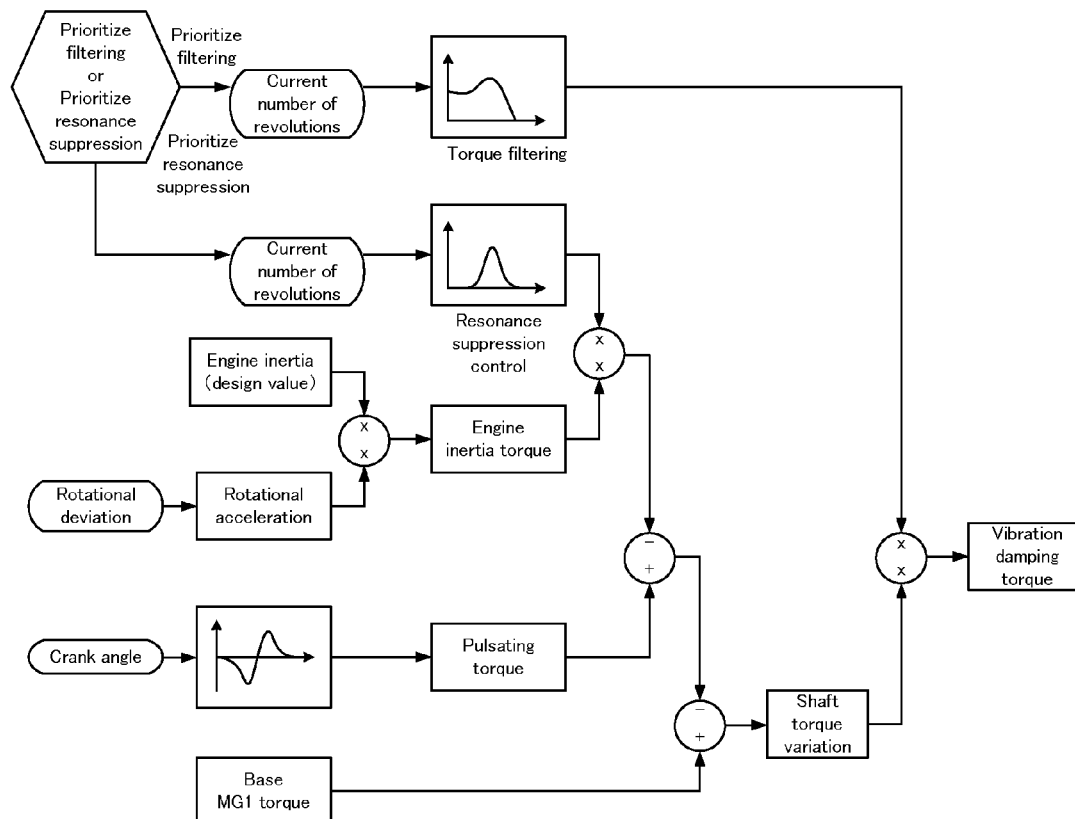 Prioritize
filtering
or
Prioritize
resonance
suppression
Prioritize
filtering
Prioritize
resonance
suppression
Current
number of
revolutions
Torque filtering
Current
number of
revolutions
Resonance
suppression
control
x
x
Engine inertia
(design value)
x
x
Engine
inertia torque
Rotational
deviation
Rotational
acceleration
−
+
x
x
Vibration
damping
torque
Crank angle
Pulsating
torque
−
+
Shaft
torque
variation
Base
MG1 torque